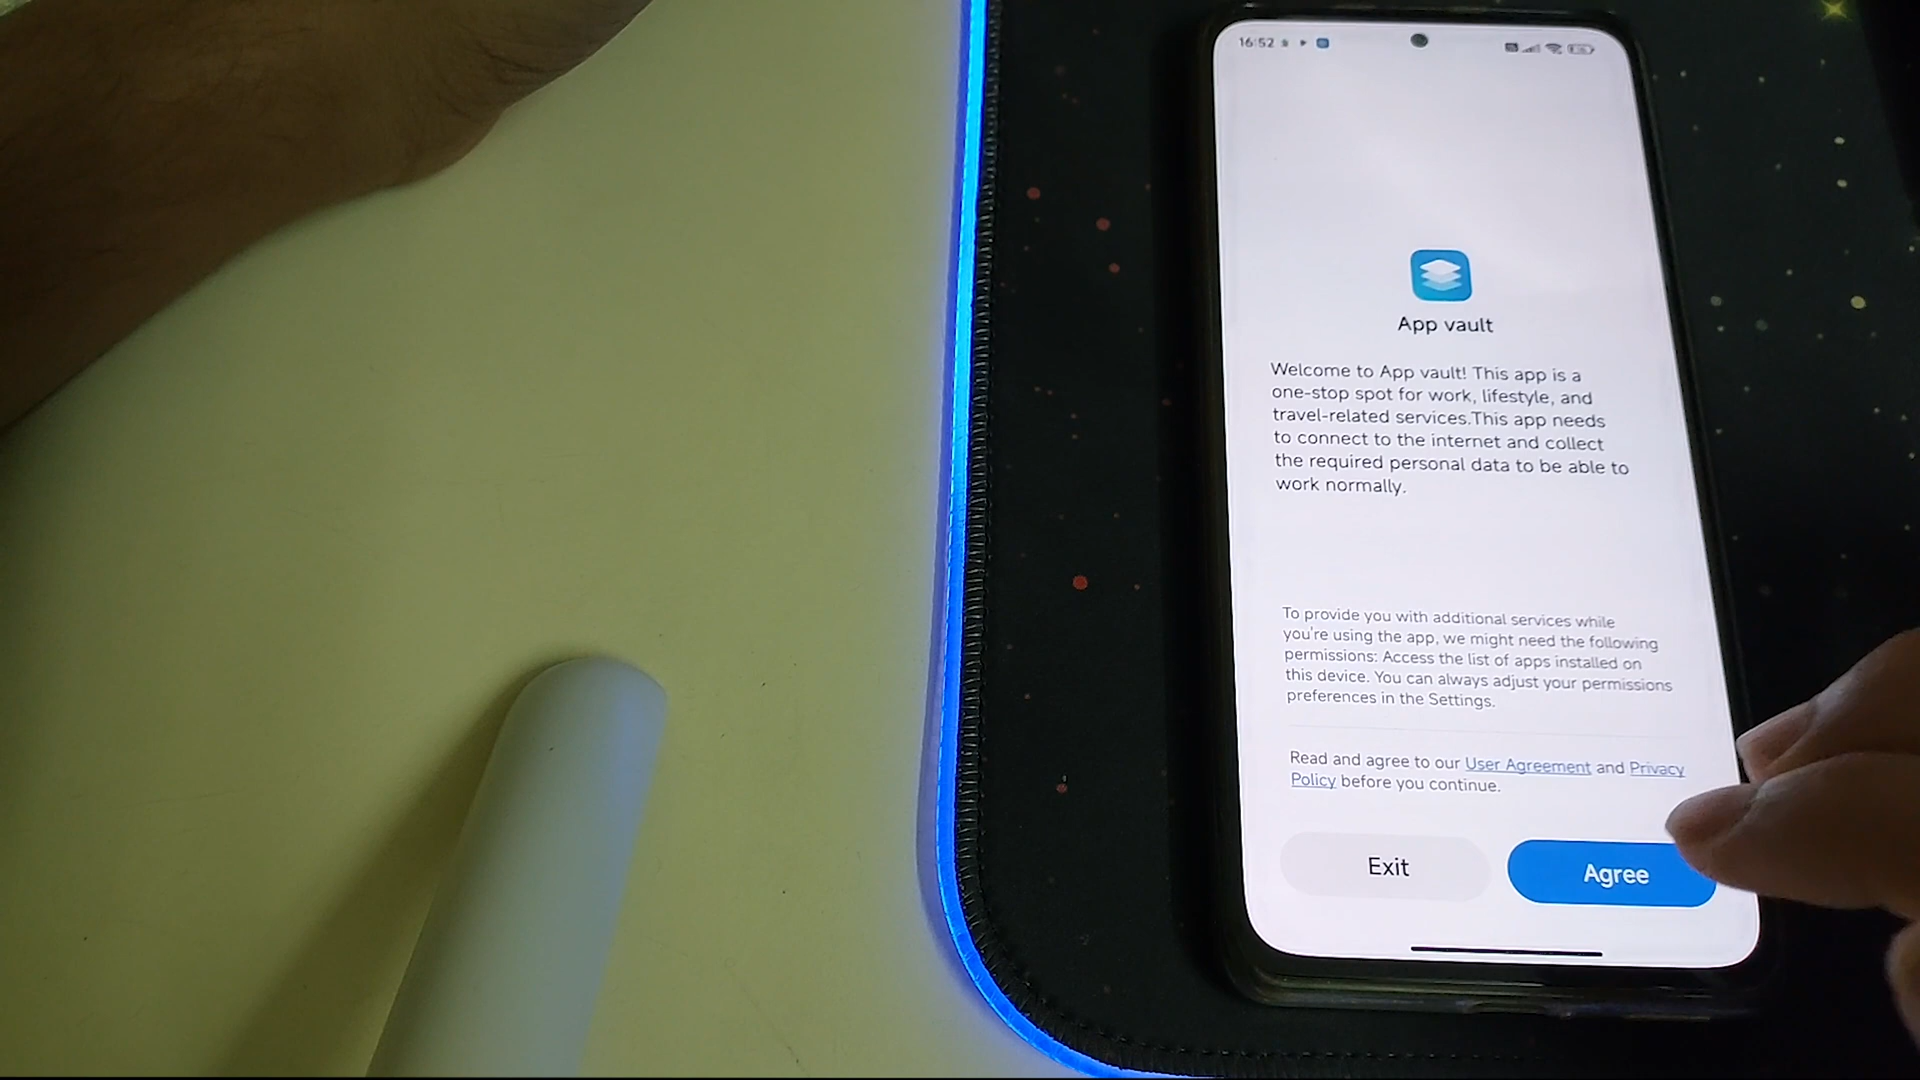 16:52
App vault
Welcome to App vault! This app is a
one-stop spot for work, lifestyle, and
travel-related services.This app needs
to connect to the internet and collect
the required personal data to be able to
work normally.
To provide you with additional services while
you're using the app, we might need the following
permissions: Access the list of apps installed on
this device. You can always adjust your permissions
preferences in the Settings.
Read and agree to our User Agreement and Privacy
Policy before you continue.
Exit
Agree